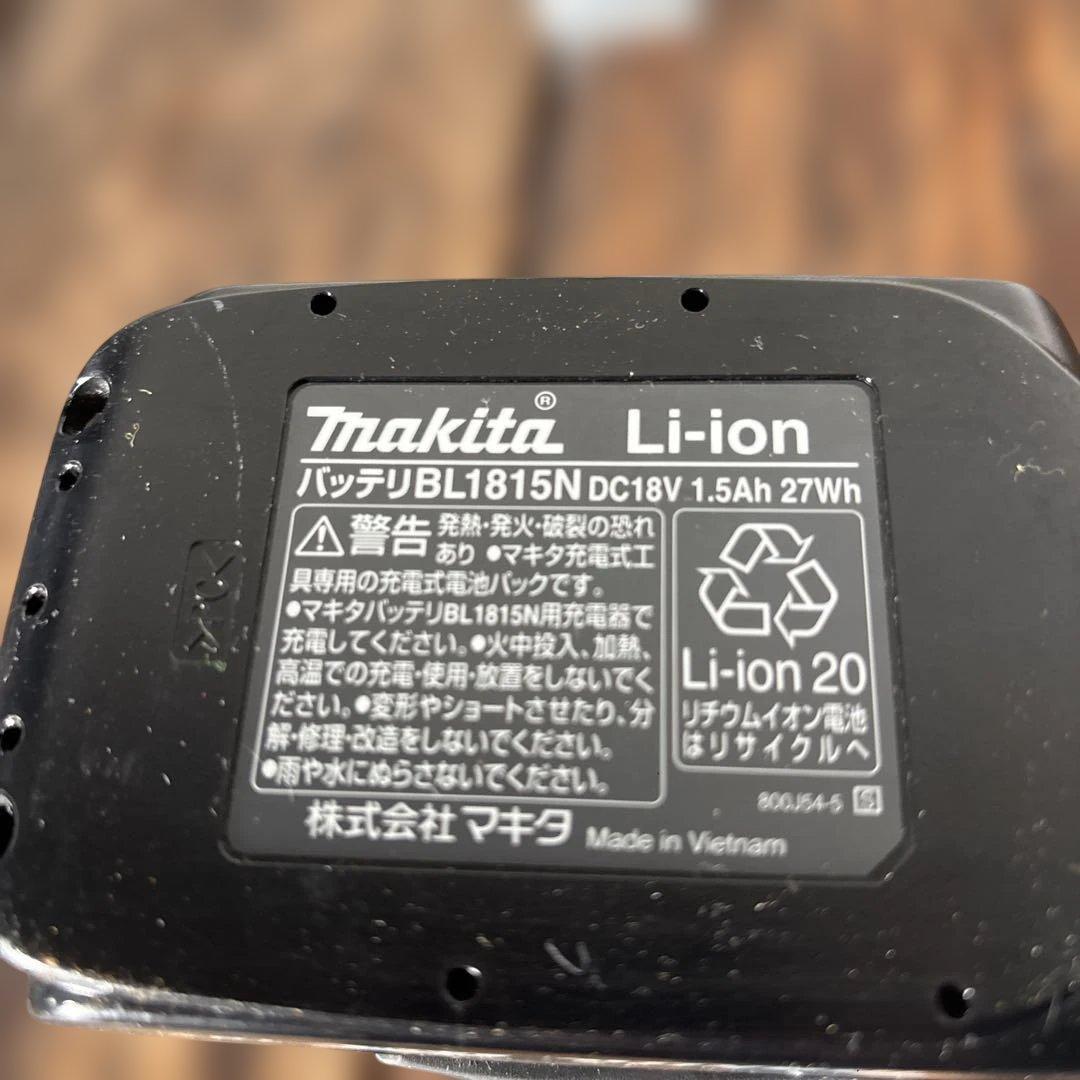 makita® Li-ion
バッテリBL1815N DC18V 1.5Ah 27Wh
警告 発熱・発火・破裂の恐れ
あり ●マキタ充電式工
具専用の充電式電池パックです。
●マキタバッテリBL1815N用充電器で
充電してください。●火中投入、加熱、
高温での充電・使用・放置をしないでく
ださい。●変形やショートさせたり、分
解・修理・改造をしないでください。
●雨や水にぬらさないでください。
Li-ion 20
リチウムイオン電池
はリサイクルへ
800J54-5
株式会社マキタ Made in Vietnam